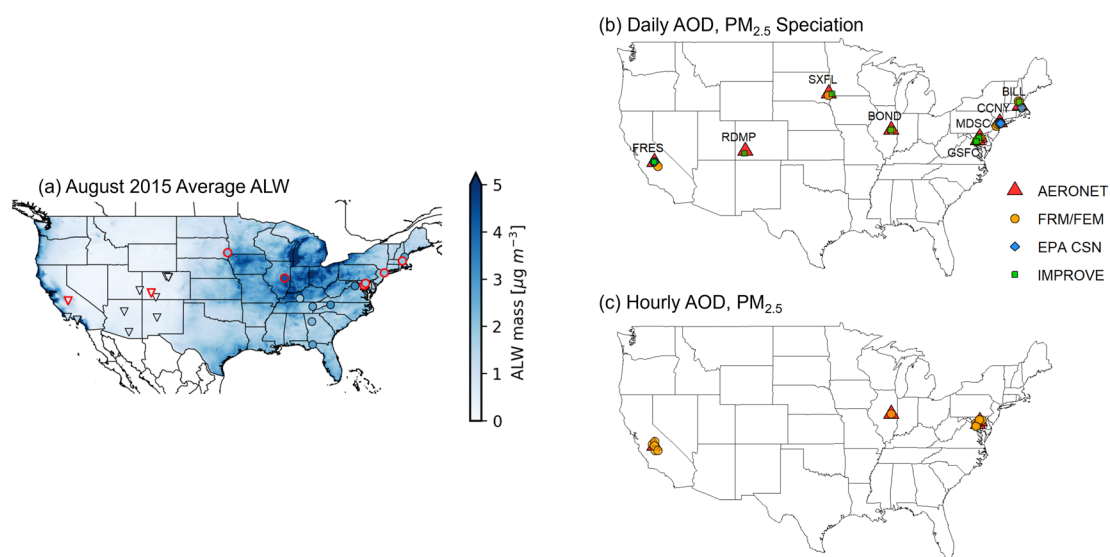 (a) August 2015 Average ALW
5
4
3
2
1
0
ALW mass [μg m⁻³]
(b) Daily AOD, PM₂.₅ Speciation
SXFL
BILL
CCNY
BOND
MDSC
RDMP
GSFC
FRES
AERONET
FRM/FEM
EPA CSN
IMPROVE
(c) Hourly AOD, PM₂.₅